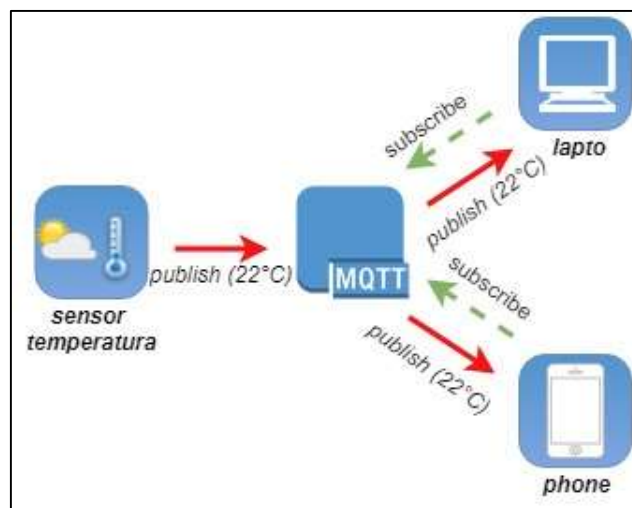 subscribe
lapto
publish (22°C)
publish (22°C)
MQTT
sensor
temperatura
subscribe
publish (22°C)
phone